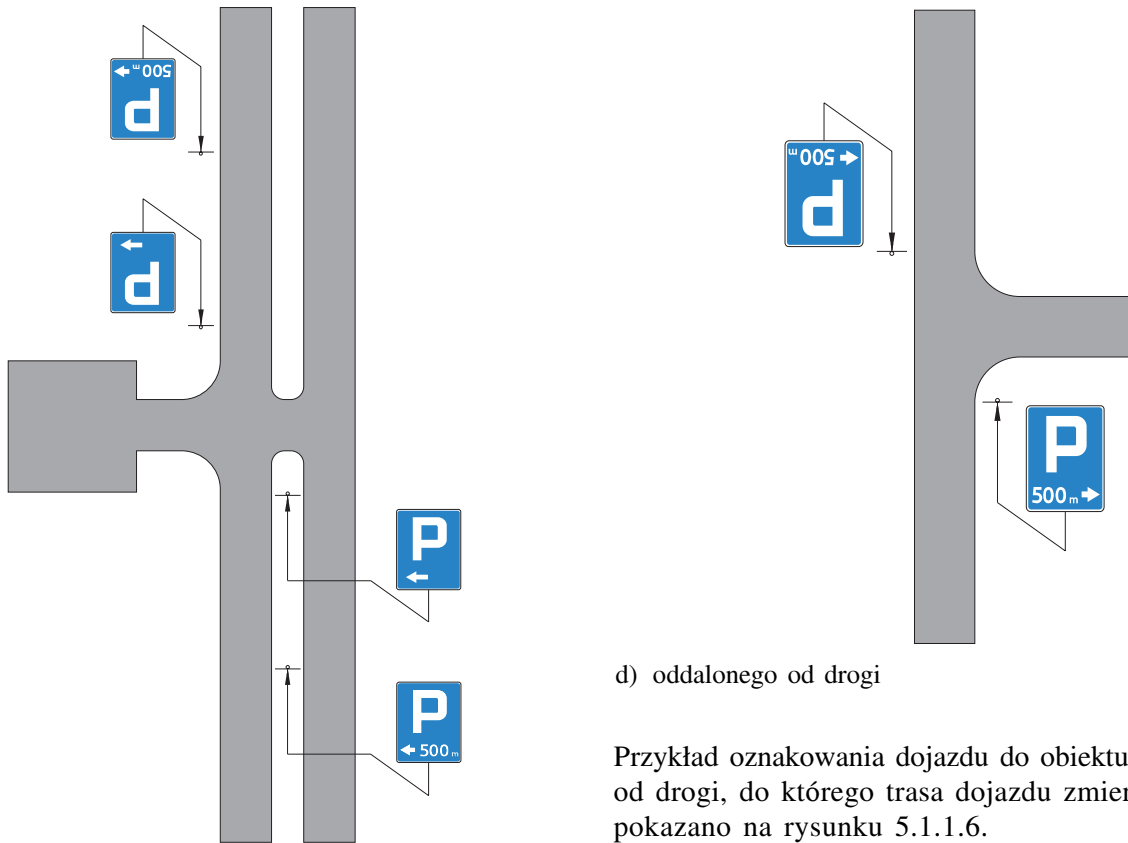 P
500 m
P
P
P
500 m
P
500 m
P
500 m
d) oddalonego od drogi
Przykład oznakowania dojazdu do obiektu
od drogi, do którego trasa dojazdu zmien
pokazano na rysunku 5.1.1.6.